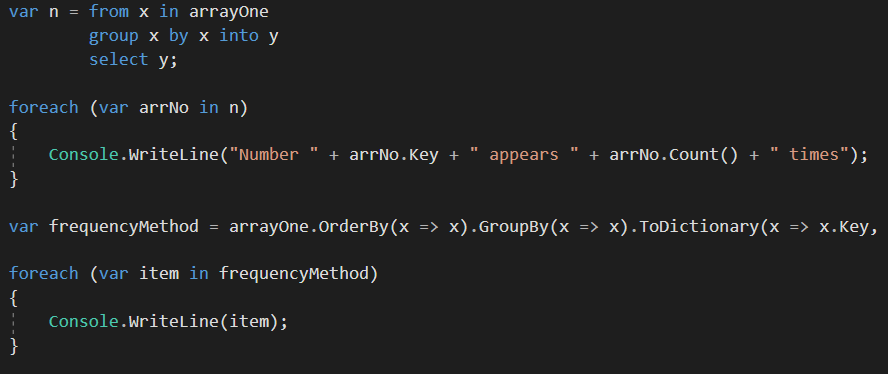 var n = from x in arrayOne
        group x by x into y
        select y;

foreach (var arrNo in n)
{
    Console.WriteLine("Number " + arrNo.Key + " appears " + arrNo.Count() + " times");
}

var frequencyMethod = arrayOne.OrderBy(x => x).GroupBy(x => x).ToDictionary(x => x.Key,

foreach (var item in frequencyMethod)
{
    Console.WriteLine(item);
}